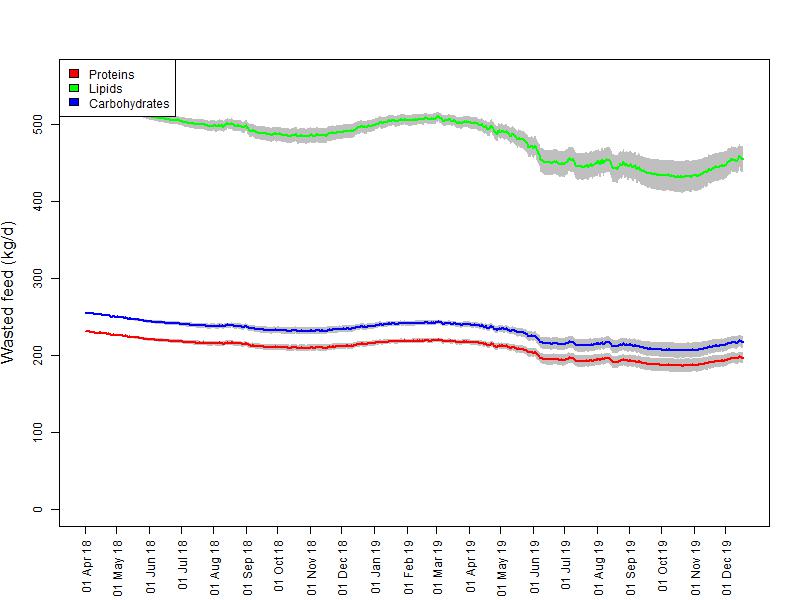 Proteins
Lipids
Carbohydrates
Wasted feed (kg/d)
500
400
300
200
100
0
01 Apr 18
01 May 18
01 Jun 18
01 Jul 18
01 Aug 18
01 Sep 18
01 Oct 18
01 Nov 18
01 Dec 18
01 Jan 19
01 Feb 19
01 Mar 19
01 Apr 19
01 May 19
01 Jun 19
01 Jul 19
01 Aug 19
01 Sep 19
01 Oct 19
01 Nov 19
01 Dec 19